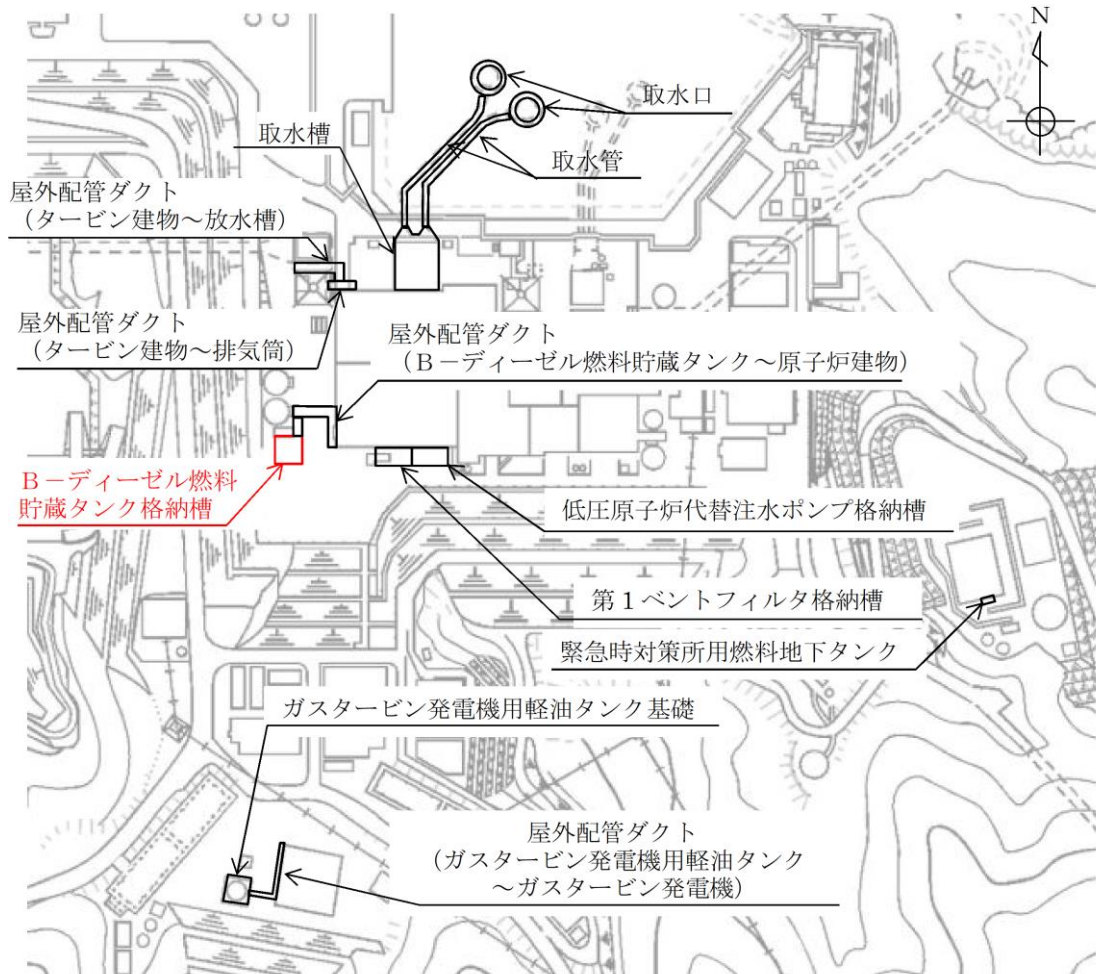 N
取水口
取水槽
取水管
屋外配管ダクト
(タービン建物~放水槽)
屋外配管ダクト
(タービン建物~排気筒)
屋外配管ダクト
(B-ディーゼル燃料貯蔵タンク~原子炉建物)
B-ディーゼル燃料
貯蔵タンク格納槽
低圧原子炉代替注水ポンプ格納槽
第1ベントフィルタ格納槽
緊急時対策所用燃料地下タンク
ガスタービン発電機用軽油タンク基礎
屋外配管ダクト
(ガスタービン発電機用軽油タンク
~ガスタービン発電機)